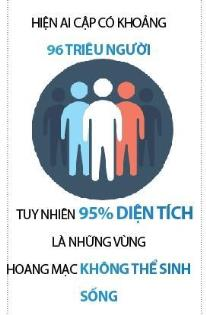 HIỆN AI CẬP CÓ KHOẢNG
96 TRIỆU NGƯỜI
TUY NHIÊN 95% DIỆN TÍCH
LÀ NHỮNG VÙNG
HOANG MẠC KHÔNG THỂ SINH
SỐNG